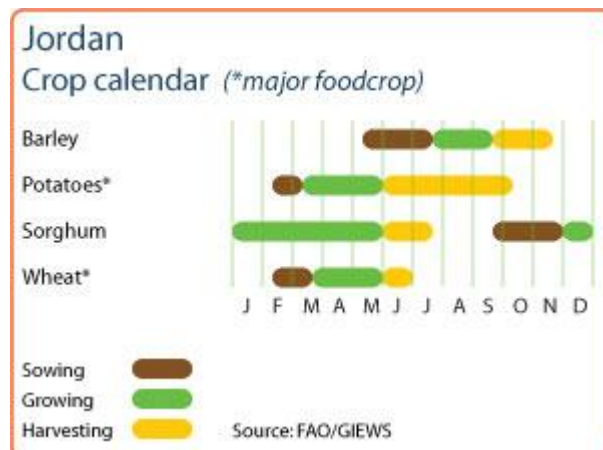 Jordan
Crop calendar (*major foodcrop)
Barley
Potatoes*
Sorghum
Wheat*
J F M A M J J A S O N D
Sowing
Growing
Harvesting
Source: FAO/GIEWS